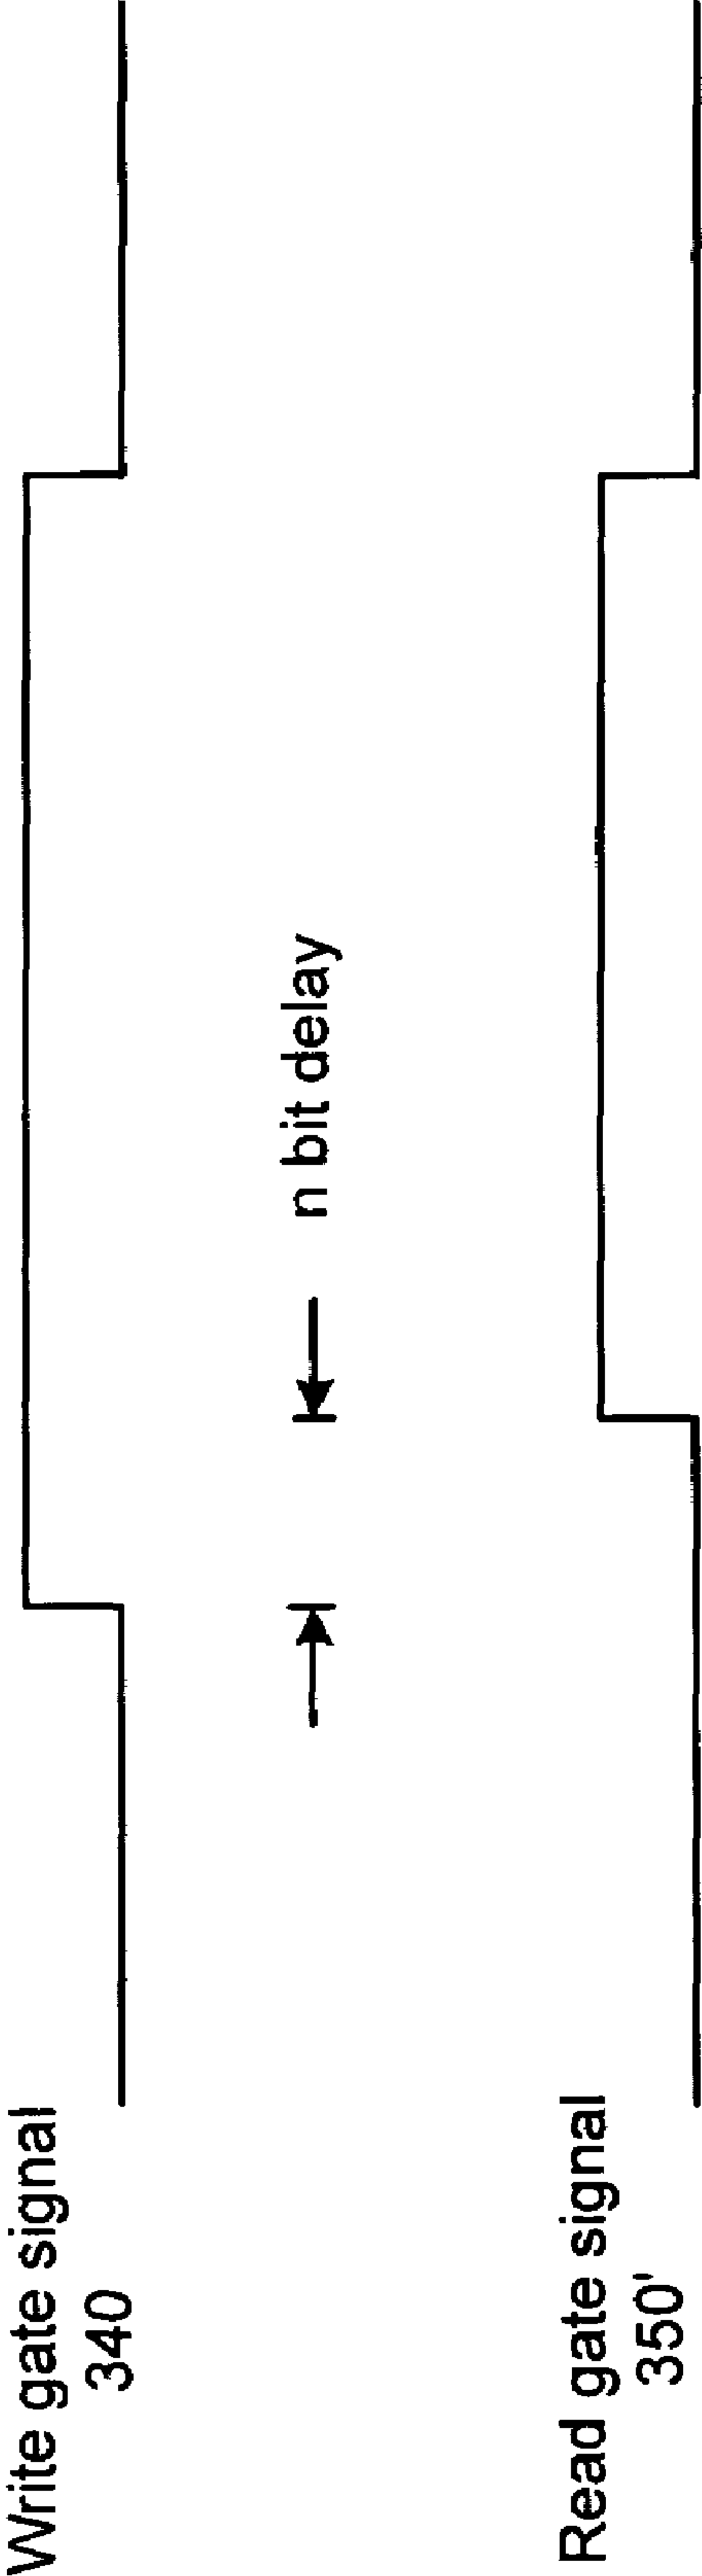 Write gate signal
340
n bit delay
Read gate signal
350'